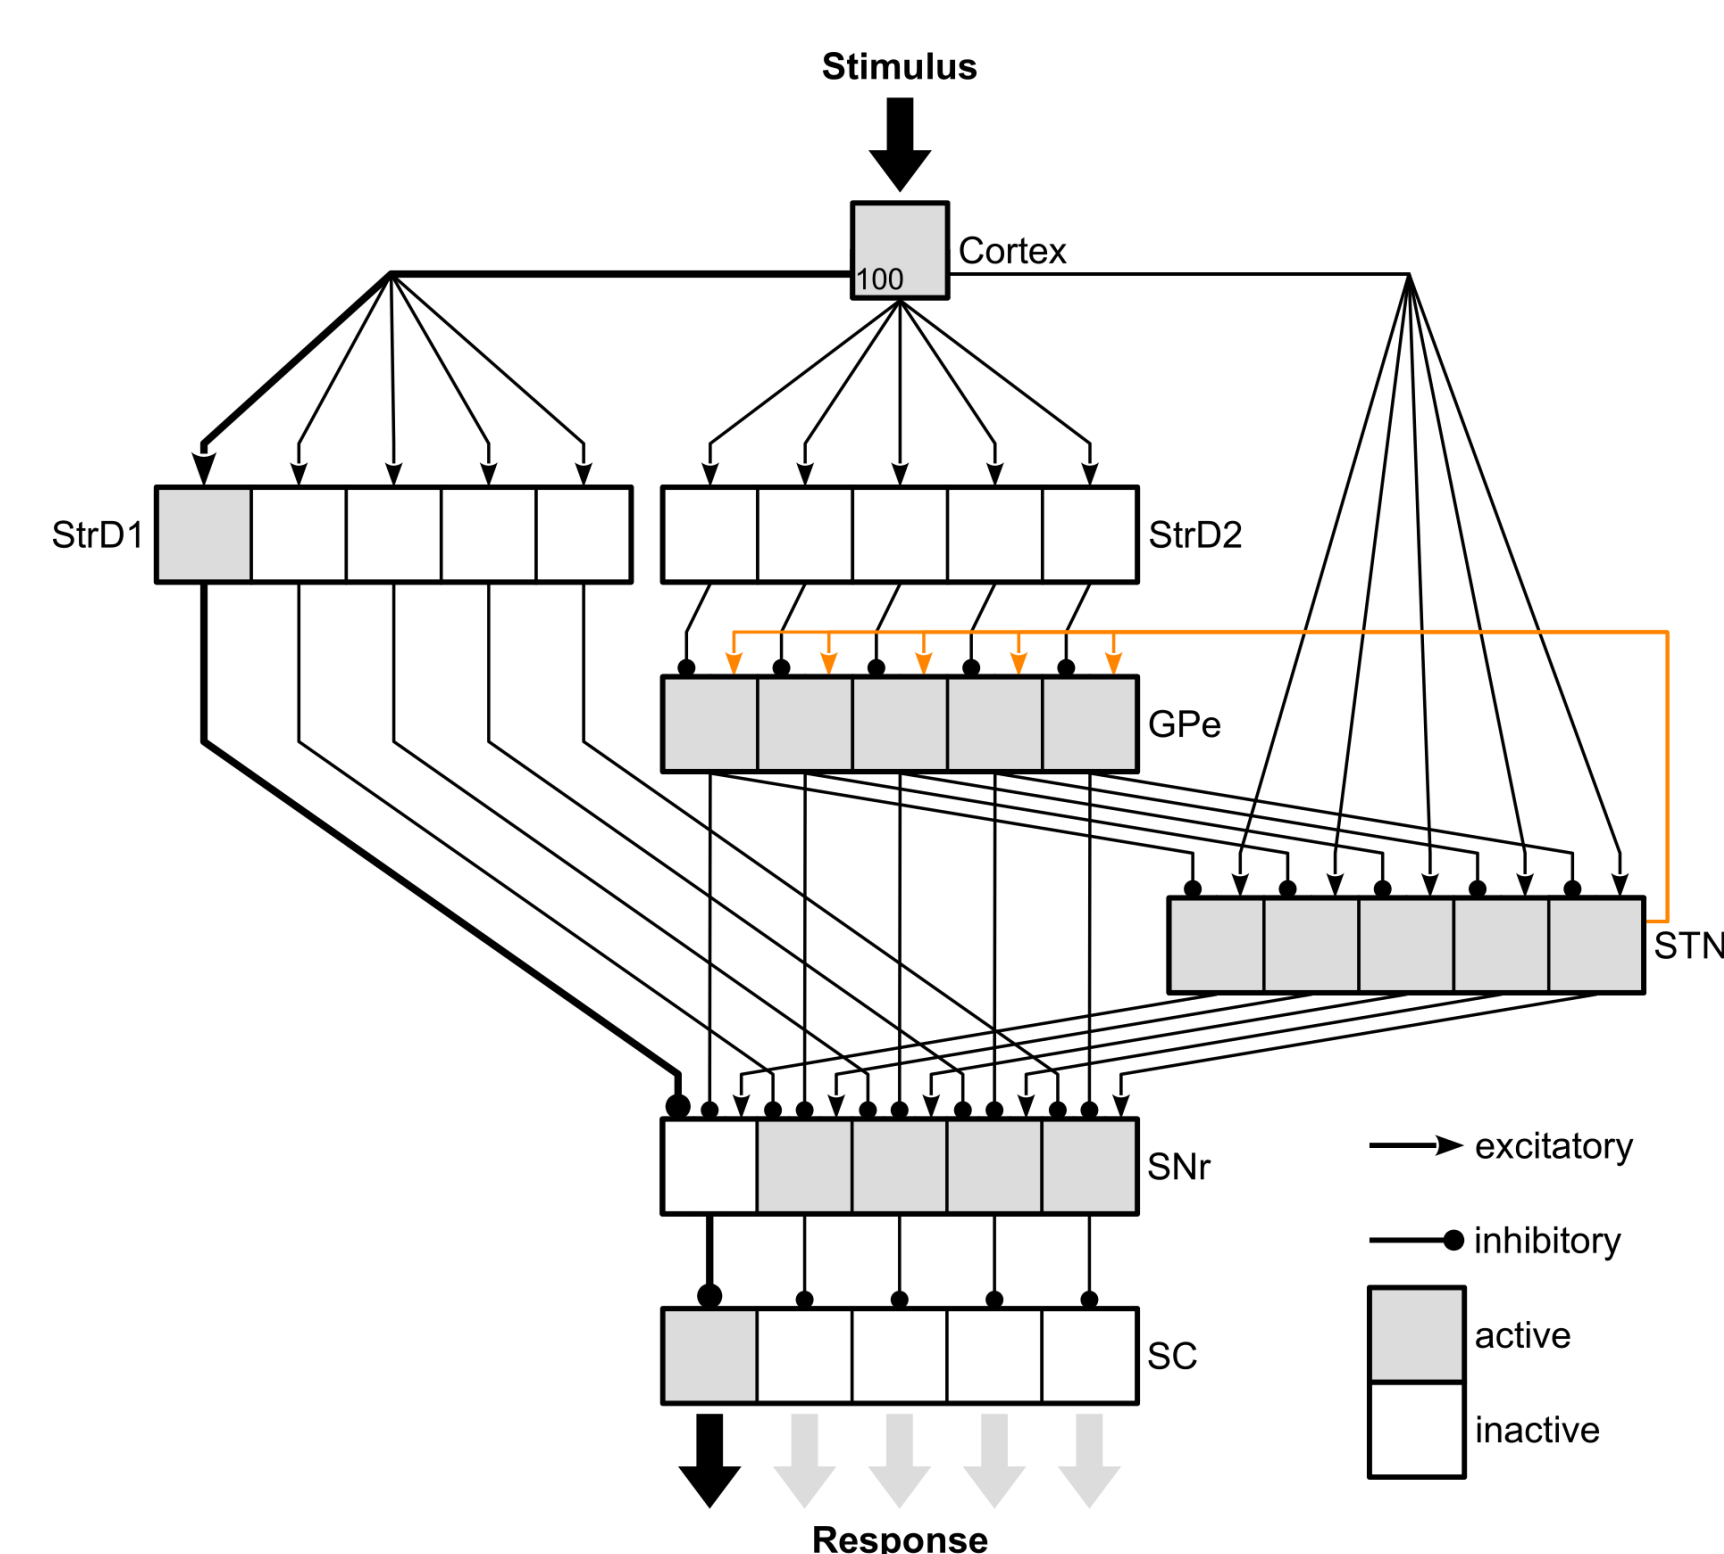 Stimulus
Cortex
100
StrD1
StrD2
GPe
STN
SNr
excitatory
inhibitory
SC
active
inactive
Response